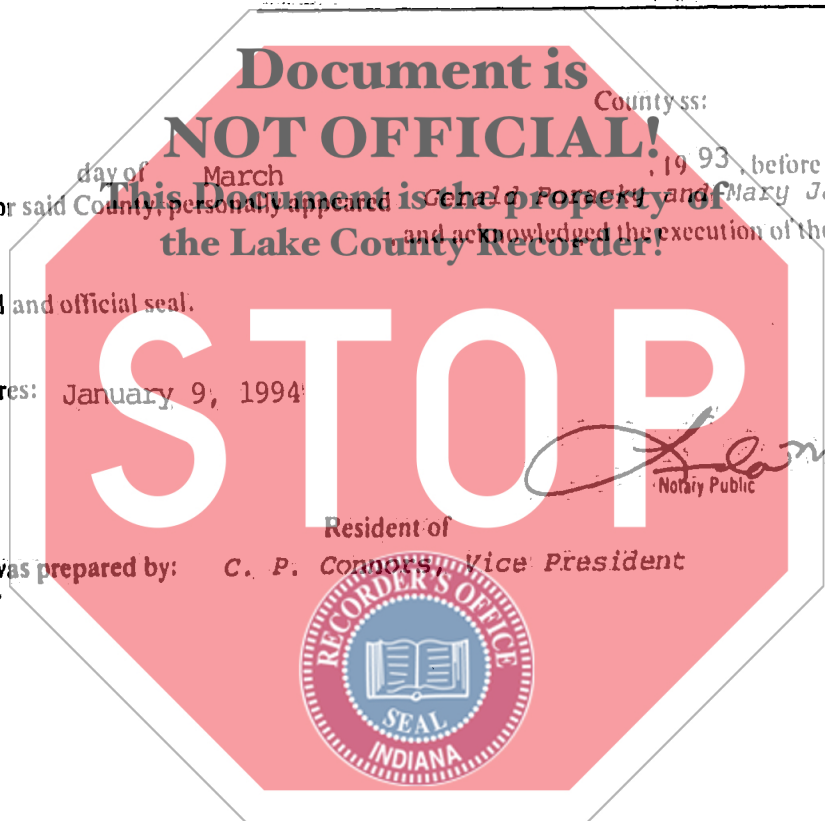 Document is
County ss:
NOT OFFICIAL!
day of March , 19 93 , before
This Document is the property of
or said County, personally appeared Gerald Poracky and Mary J
the Lake County Recorder!
and acknowledged the execution of the
and official seal.
STOP
res: January 9, 1994
Notary Public
Resident of
was prepared by: C. P. Connors, Vice President
RECORDER'S OFFICE
SEAL
INDIANA